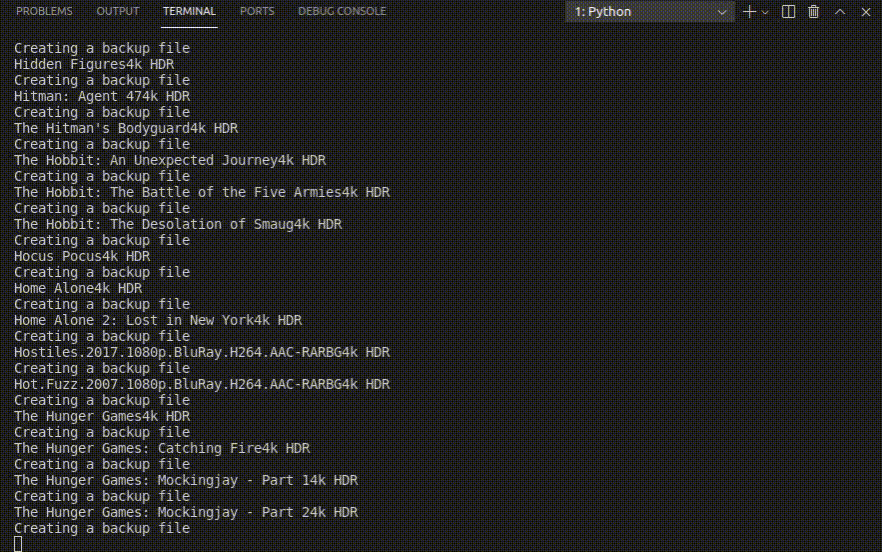 PROBLEMS OUTPUT TERMINAL PORTS DEBUG CONSOLE 1: Python
Creating a backup file
Hidden Figures4k HDR
Creating a backup file
Hitman: Agent 474k HDR
Creating a backup file
The Hitman's Bodyguard4k HDR
Creating a backup file
The Hobbit: An Unexpected Journey4k HDR
Creating a backup file
The Hobbit: The Battle of the Five Armies4k HDR
Creating a backup file
The Hobbit: The Desolation of Smaug4k HDR
Creating a backup file
Hocus Pocus4k HDR
Creating a backup file
Home Alone4k HDR
Creating a backup file
Home Alone 2: Lost in New York4k HDR
Creating a backup file
Hostiles.2017.1080p.BluRay.H264.AAC-RARBG4k HDR
Creating a backup file
Hot.Fuzz.2007.1080p.BluRay.H264.AAC-RARBG4k HDR
Creating a backup file
The Hunger Games4k HDR
Creating a backup file
The Hunger Games: Catching Fire4k HDR
Creating a backup file
The Hunger Games: Mockingjay - Part 14k HDR
Creating a backup file
The Hunger Games: Mockingjay - Part 24k HDR
Creating a backup file